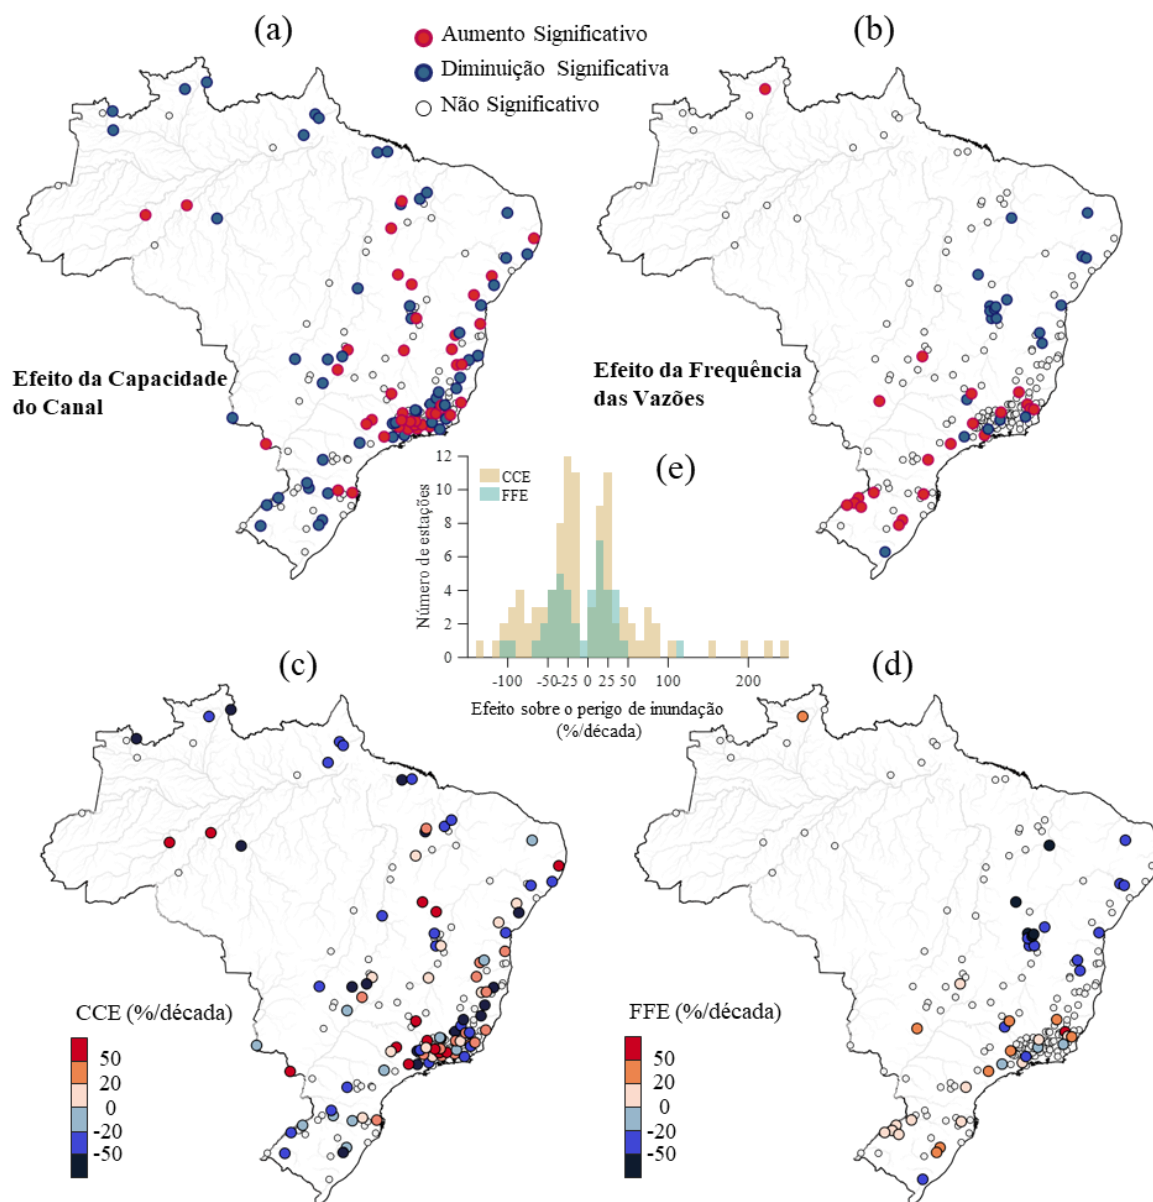 (a)
Aumento Significativo
Diminuição Significativa
Não Significativo
(b)
Efeito da Capacidade
do Canal
Efeito da Frequência
das Vazões
(e)
CCE
FFE
Número de estações
12
10
8
6
4
2
0
-100 -50 -25 0 25 50 100 200
Efeito sobre o perigo de inundação
(%/década)
(c)
(d)
CCE (%/década)
50
20
0
-20
-50
FFE (%/década)
50
20
0
-20
-50